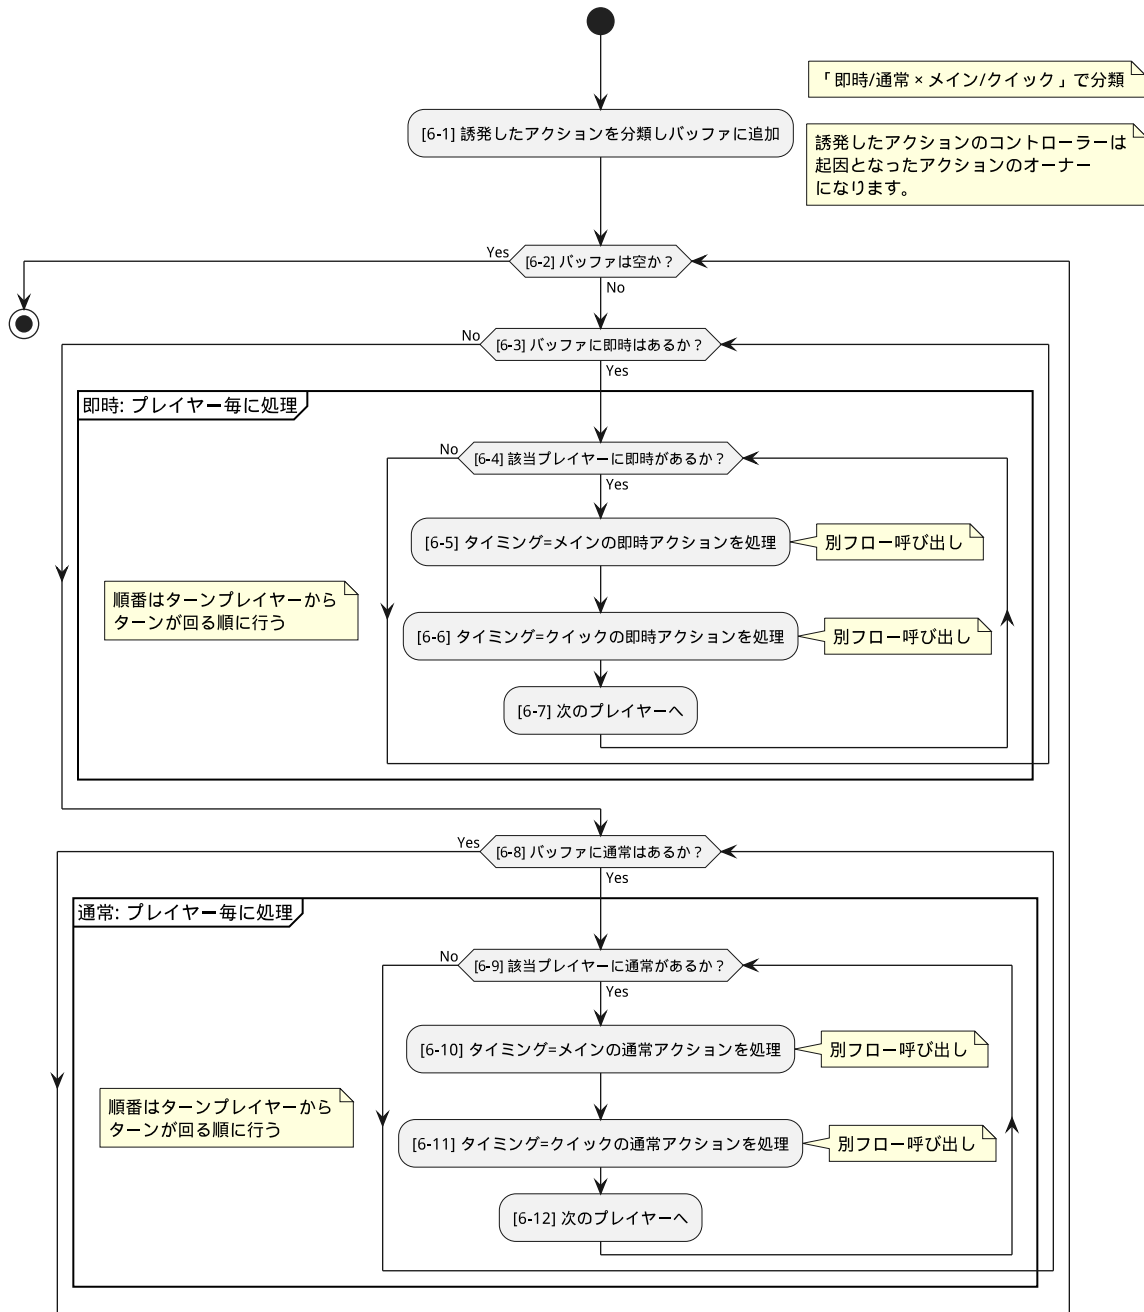 「即時/通常 × メイン/クイック」で分類
[6-1] 誘発したアクションを分類しバッファに追加
誘発したアクションのコントローラーは
起因となったアクションのオーナー
になります。
Yes
[6-2] バッファは空か？
No
No
[6-3] バッファに即時はあるか？
Yes
即時: プレイヤー毎に処理
No
[6-4] 該当プレイヤーに即時があるか？
Yes
[6-5] タイミング=メインの即時アクションを処理
別フロー呼び出し
順番はターンプレイヤーから
ターンが回る順に行う
[6-6] タイミング=クイックの即時アクションを処理
別フロー呼び出し
[6-7] 次のプレイヤーへ
Yes
[6-8] バッファに通常はあるか？
Yes
通常: プレイヤー毎に処理
No
[6-9] 該当プレイヤーに通常があるか？
Yes
[6-10] タイミング=メインの通常アクションを処理
別フロー呼び出し
順番はターンプレイヤーから
ターンが回る順に行う
[6-11] タイミング=クイックの通常アクションを処理
別フロー呼び出し
[6-12] 次のプレイヤーへ